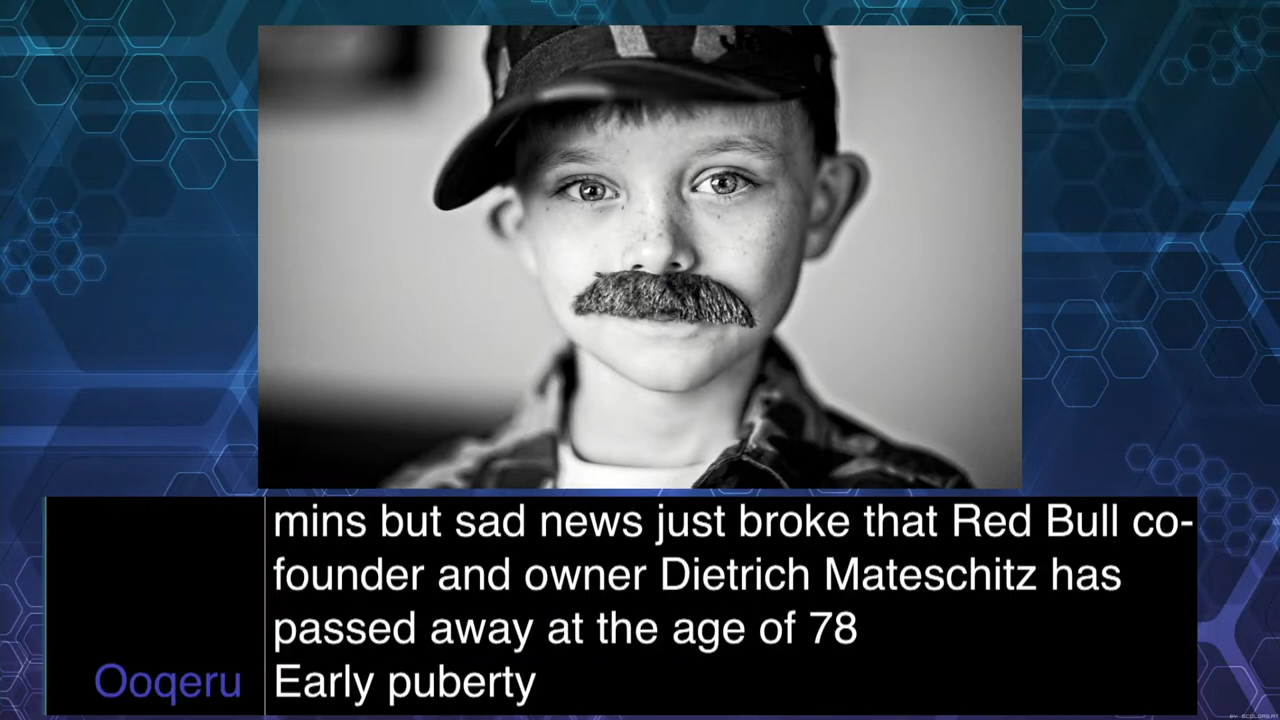 mins but sad news just broke that Red Bull co-
founder and owner Dietrich Mateschitz has
passed away at the age of 78
Ooqeru Early puberty